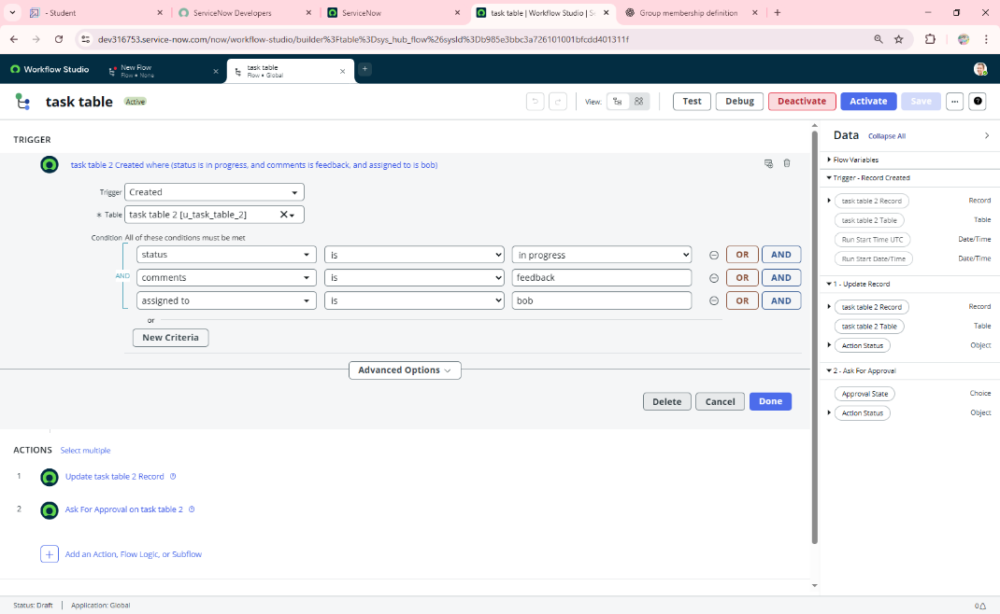 - Student
ServiceNow Developers
ServiceNow
task table | Workflow Studio | S
Group membership definition
dev316753.service-now.com/now/workflow-studio/builder%3Ftable%3Dsys_hub_flow%26sysId%3Db985e3bbc3a726101001bfcdd401311f
Workflow Studio
New Flow
Flow • None
task table
Flow • Global
task table Active
View:
Test
Debug
Deactivate
Activate
Save
TRIGGER
task table 2 Created where (status is in progress, and comments is feedback, and assigned to is bob)
Trigger Created
* Table task table 2 [u_task_table_2]
Condition All of these conditions must be met
status is in progress OR AND
AND
comments is feedback OR AND
assigned to is bob OR AND
or
New Criteria
Advanced Options
Delete Cancel Done
ACTIONS Select multiple
1 Update task table 2 Record
2 Ask For Approval on task table 2
Add an Action, Flow Logic, or Subflow
Data Collapse All
Flow Variables
Trigger - Record Created
task table 2 Record Record
task table 2 Table Table
Run Start Time UTC Date/Time
Run Start Date/Time Date/Time
1 - Update Record
task table 2 Record Record
task table 2 Table Table
Action Status Object
2 - Ask For Approval
Approval State Choice
Action Status Object
Status: Draft Application: Global
0